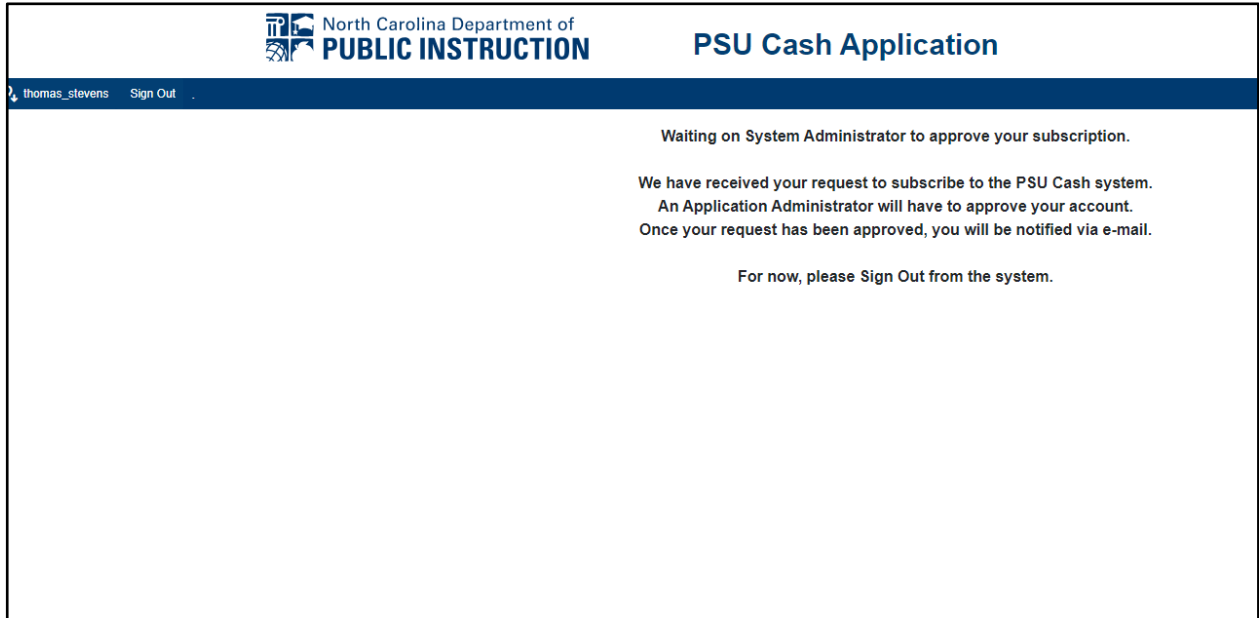 North Carolina Department of
PUBLIC INSTRUCTION
PSU Cash Application
thomas_stevens Sign Out .
Waiting on System Administrator to approve your subscription.
We have received your request to subscribe to the PSU Cash system.
An Application Administrator will have to approve your account.
Once your request has been approved, you will be notified via e-mail.
For now, please Sign Out from the system.